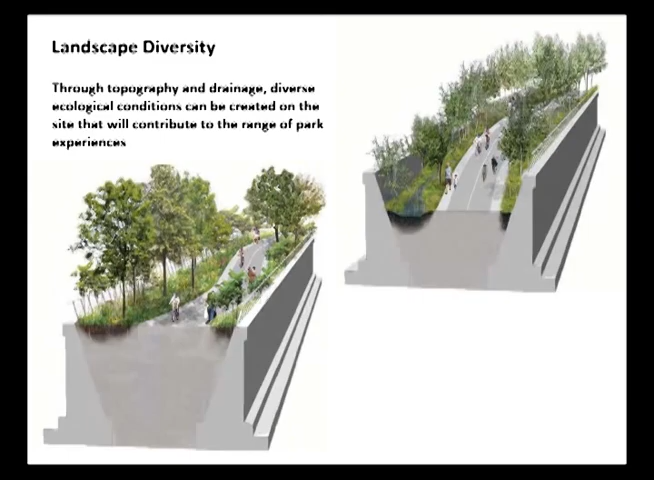 Landscape Diversity
Through topography and drainage, diverse
ecological conditions can be created on the
site that will contribute to the range of park
experiences